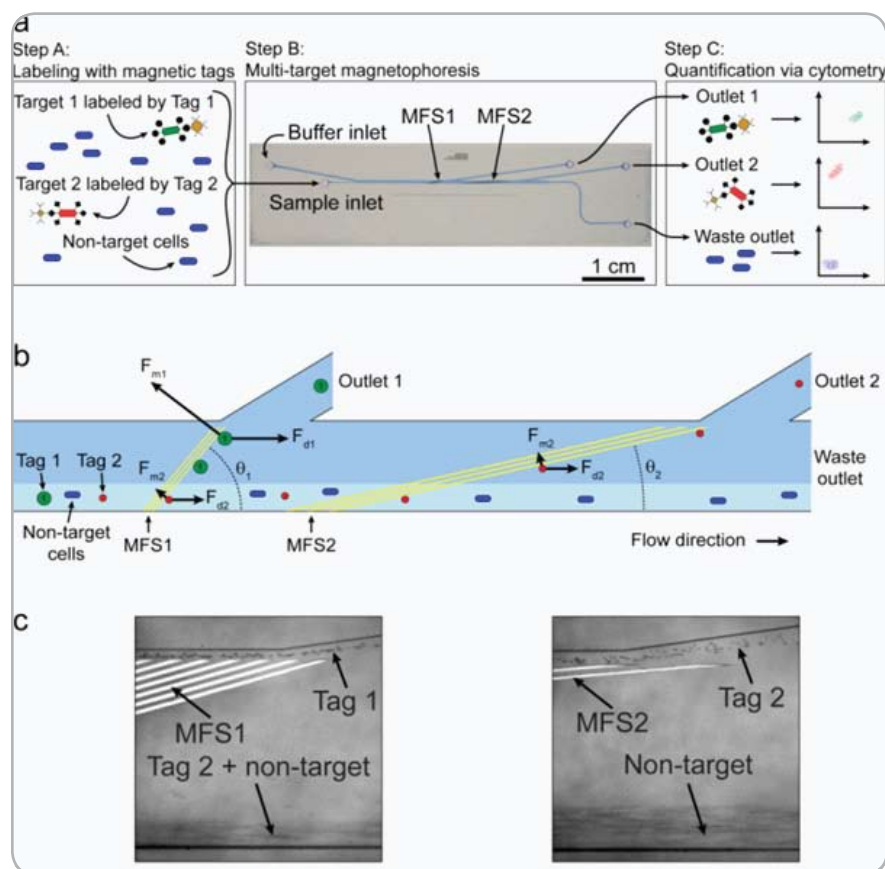 a
Step A:
Labeling with magnetic tags
Target 1 labeled by Tag 1
Target 2 labeled by Tag 2
Non-target cells
Step B:
Multi-target magnetophoresis
MFS1
MFS2
Buffer inlet
Sample inlet
1 cm
Step C:
Quantification via cytometry
Outlet 1
Outlet 2
Waste outlet
b
Fm1
Outlet 1
Outlet 2
1
Fd1
Fm2
1
θ1
Fm2
Fd2
θ2
Waste
outlet
Tag 1
Tag 2
1
Fd2
Non-target
cells
MFS1
MFS2
Flow direction
c
Tag 1
MFS1
Tag 2 + non-target
Tag 2
MFS2
Non-target